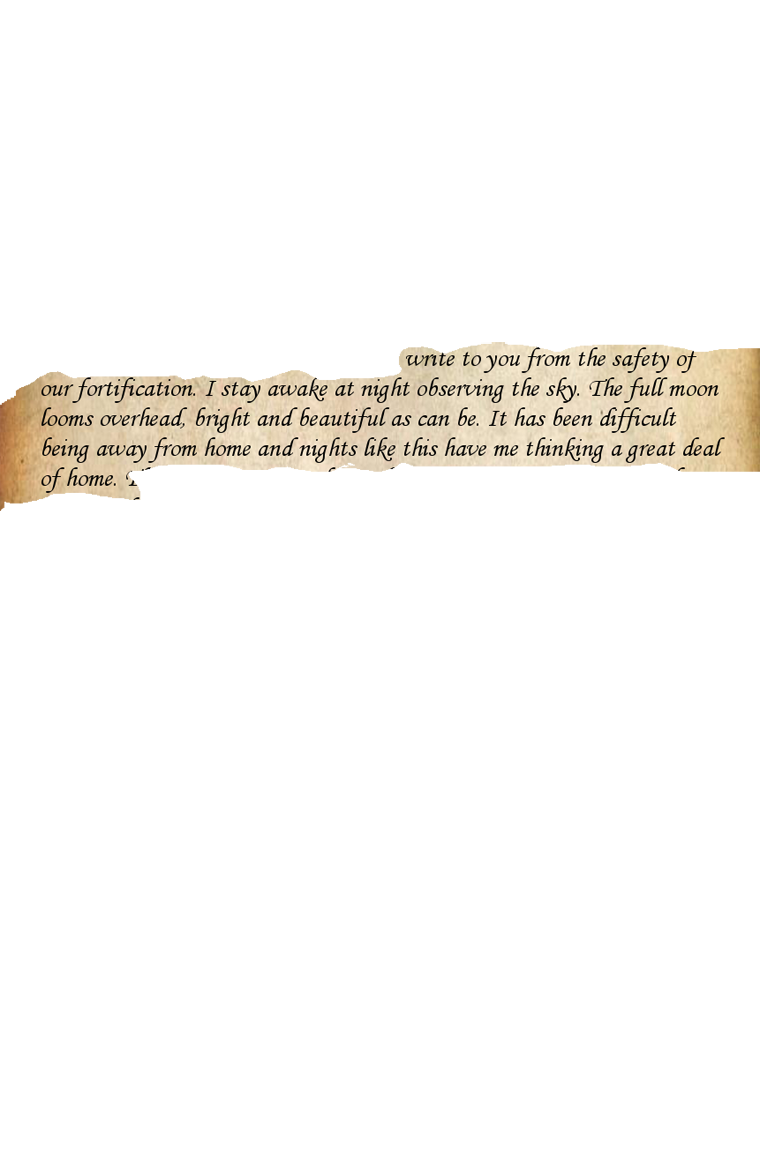 write to you from the safety of
our fortification. I stay awake at night observing the sky. The full moon
looms overhead, bright and beautiful as can be. It has been difficult
being away from home and nights like this have me thinking a great deal
of home.